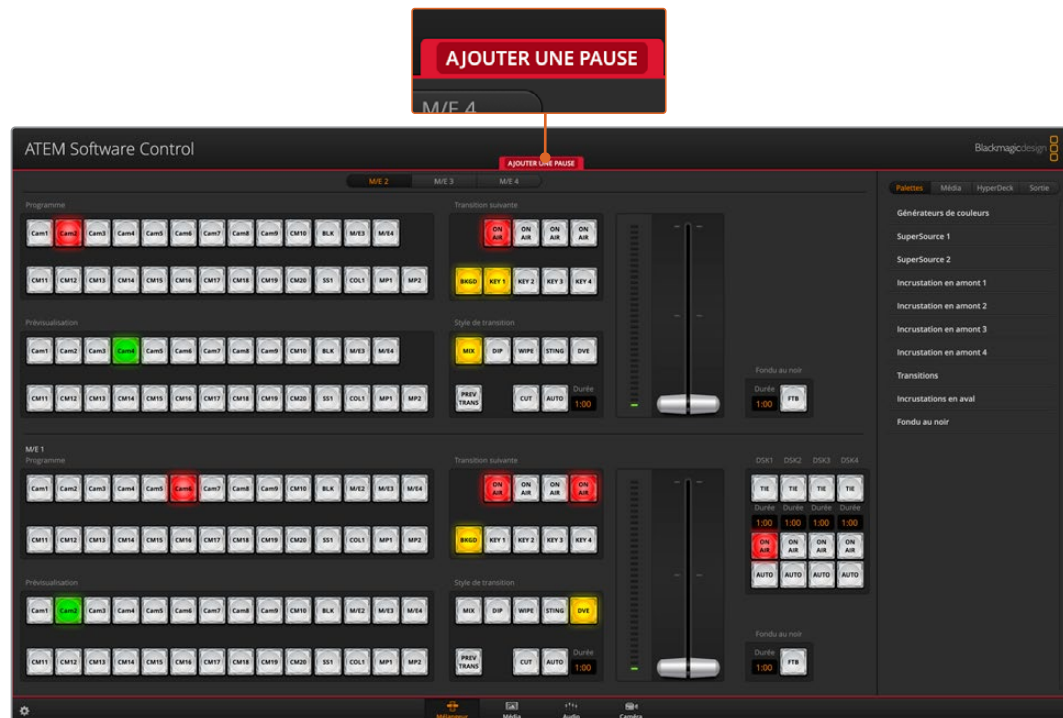 AJOUTER UNE PAUSE
M/E 4
ATEM Software Control
Blackmagicdesign
AJOUTER UNE PAUSE
M/E 2 M/E 3 M/E 4
Palettes Média HyperDeck Sortie
Programme
Transition suivante
Cam1 Cam2 Cam3 Cam4 Cam5 Cam6 Cam7 Cam8 Cam9 CM10 BLK M/E3 M/E4
ON AIR ON AIR ON AIR ON AIR
CM11 CM12 CM13 CM14 CM15 CM16 CM17 CM18 CM19 CM20 SS1 COL1 MP1 MP2
BKGD KEY 1 KEY 2 KEY 3 KEY 4
Prévisualisation
Style de transition
Cam1 Cam2 Cam3 Cam4 Cam5 Cam6 Cam7 Cam8 Cam9 CM10 BLK M/E3 M/E4
MIX DIP WIPE STING DVE
CM11 CM12 CM13 CM14 CM15 CM16 CM17 CM18 CM19 CM20 SS1 COL1 MP1 MP2
PREV TRANS CUT AUTO
Durée
1:00
Fondu au noir
Durée
1:00 FTB
Générateurs de couleurs
SuperSource 1
SuperSource 2
Incrustation en amont 1
Incrustation en amont 2
Incrustation en amont 3
Incrustation en amont 4
Transitions
Incrustations en aval
Fondu au noir
M/E 1
Programme
Transition suivante
Cam1 Cam2 Cam3 Cam4 Cam5 Cam6 Cam7 Cam8 Cam9 CM10 BLK M/E2 M/E3 M/E4
ON AIR ON AIR ON AIR ON AIR
CM11 CM12 CM13 CM14 CM15 CM16 CM17 CM18 CM19 CM20 SS1 COL1 MP1 MP2
BKGD KEY 1 KEY 2 KEY 3 KEY 4
DSK1 DSK2 DSK3 DSK4
TIE TIE TIE TIE
Durée Durée Durée Durée
1:00 1:00 1:00 1:00
ON AIR ON AIR ON AIR ON AIR
AUTO AUTO AUTO AUTO
Prévisualisation
Style de transition
Cam1 Cam2 Cam3 Cam4 Cam5 Cam6 Cam7 Cam8 Cam9 CM10 BLK M/E2 M/E3 M/E4
MIX DIP WIPE STING DVE
CM11 CM12 CM13 CM14 CM15 CM16 CM17 CM18 CM19 CM20 SS1 COL1 MP1 MP2
PREV TRANS CUT AUTO
Durée
1:00
Fondu au noir
Durée
1:00 FTB
Mélangeur Média Audio Caméra